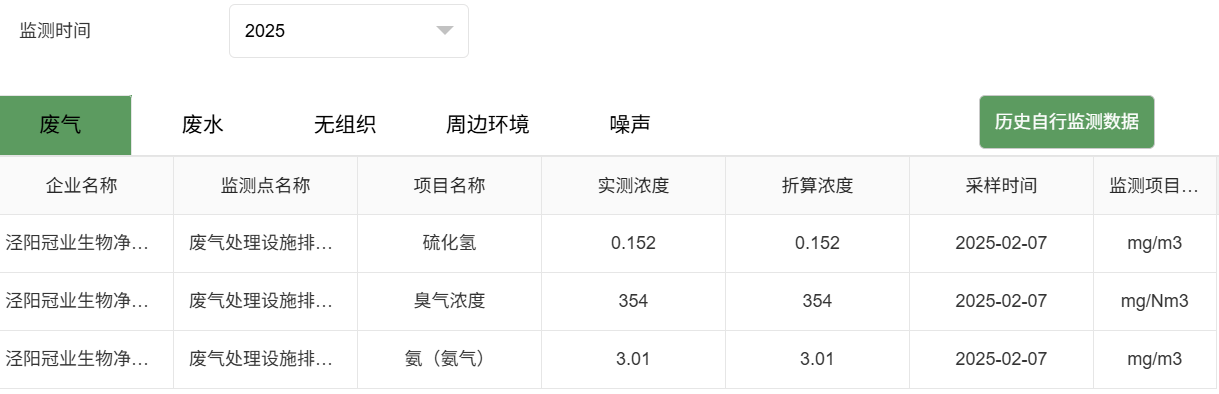 监测时间 2025
废气 废水 无组织 周边环境 噪声 历史自行监测数据
企业名称 监测点名称 项目名称 实测浓度 折算浓度 采样时间 监测项目...
泾阳冠业生物净... 废气处理设施排... 硫化氢 0.152 0.152 2025-02-07 mg/m3
泾阳冠业生物净... 废气处理设施排... 臭气浓度 354 354 2025-02-07 mg/Nm3
泾阳冠业生物净... 废气处理设施排... 氨（氨气） 3.01 3.01 2025-02-07 mg/m3